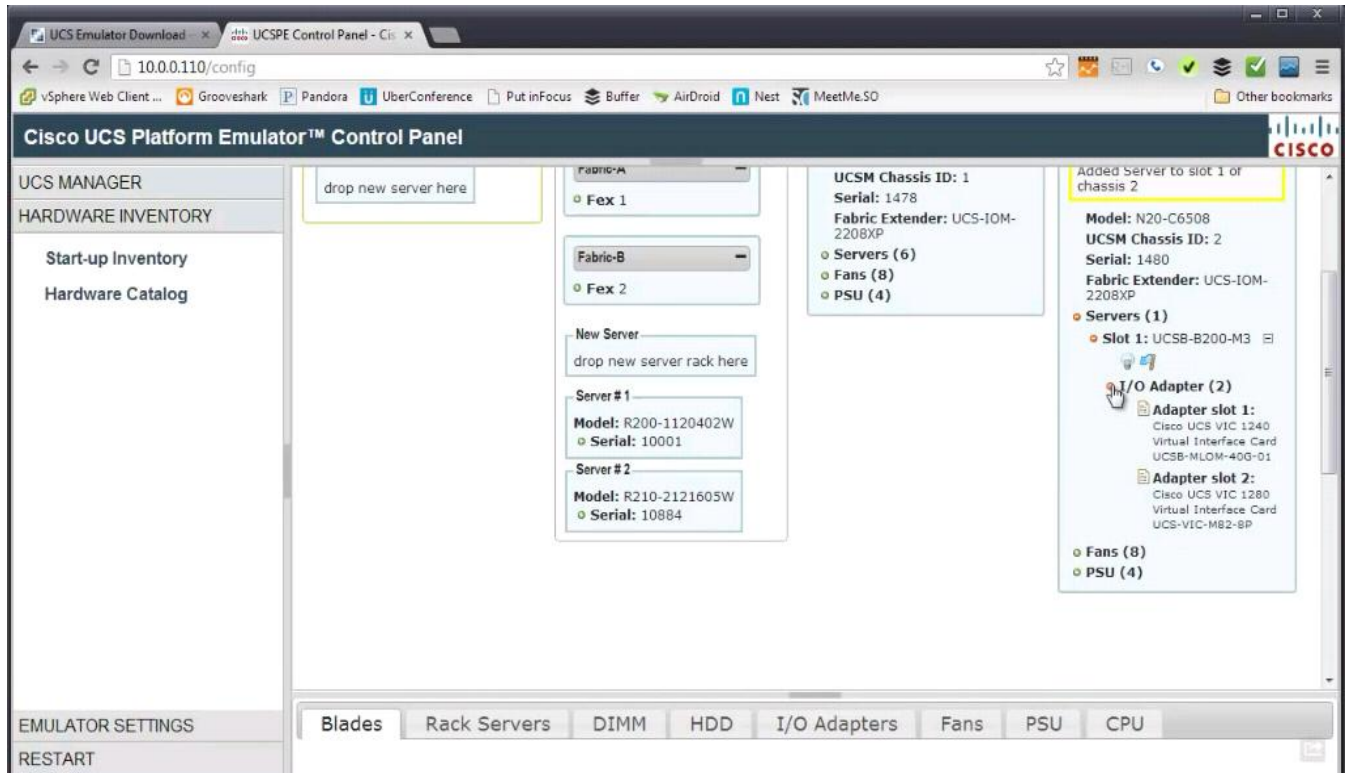 UCS Emulator Download
UCSPE Control Panel - Cis
10.0.0.110/config
vSphere Web Client ...
Grooveshark
Pandora
UberConference
Put inFocus
Buffer
AirDroid
Nest
MeetMe.SO
Other bookmarks
Cisco UCS Platform Emulator™ Control Panel
CISCO
UCS MANAGER
HARDWARE INVENTORY
Start-up Inventory
Hardware Catalog
EMULATOR SETTINGS
RESTART
drop new server here
Fabric-A
Fex 1
Fabric-B
Fex 2
New Server
drop new server rack here
Server # 1
Model: R200-1120402W
Serial: 10001
Server # 2
Model: R210-2121605W
Serial: 10884
UCSM Chassis ID: 1
Serial: 1478
Fabric Extender: UCS-IOM-
2208XP
Servers (6)
Fans (8)
PSU (4)
Added Server to slot 1 of
chassis 2
Model: N20-C6508
UCSM Chassis ID: 2
Serial: 1480
Fabric Extender: UCS-IOM-
2208XP
Servers (1)
Slot 1: UCSB-B200-M3
I/O Adapter (2)
Adapter slot 1:
Cisco UCS VIC 1240
Virtual Interface Card
UCSB-MLOM-40G-01
Adapter slot 2:
Cisco UCS VIC 1280
Virtual Interface Card
UCS-VIC-M82-8P
Fans (8)
PSU (4)
Blades
Rack Servers
DIMM
HDD
I/O Adapters
Fans
PSU
CPU